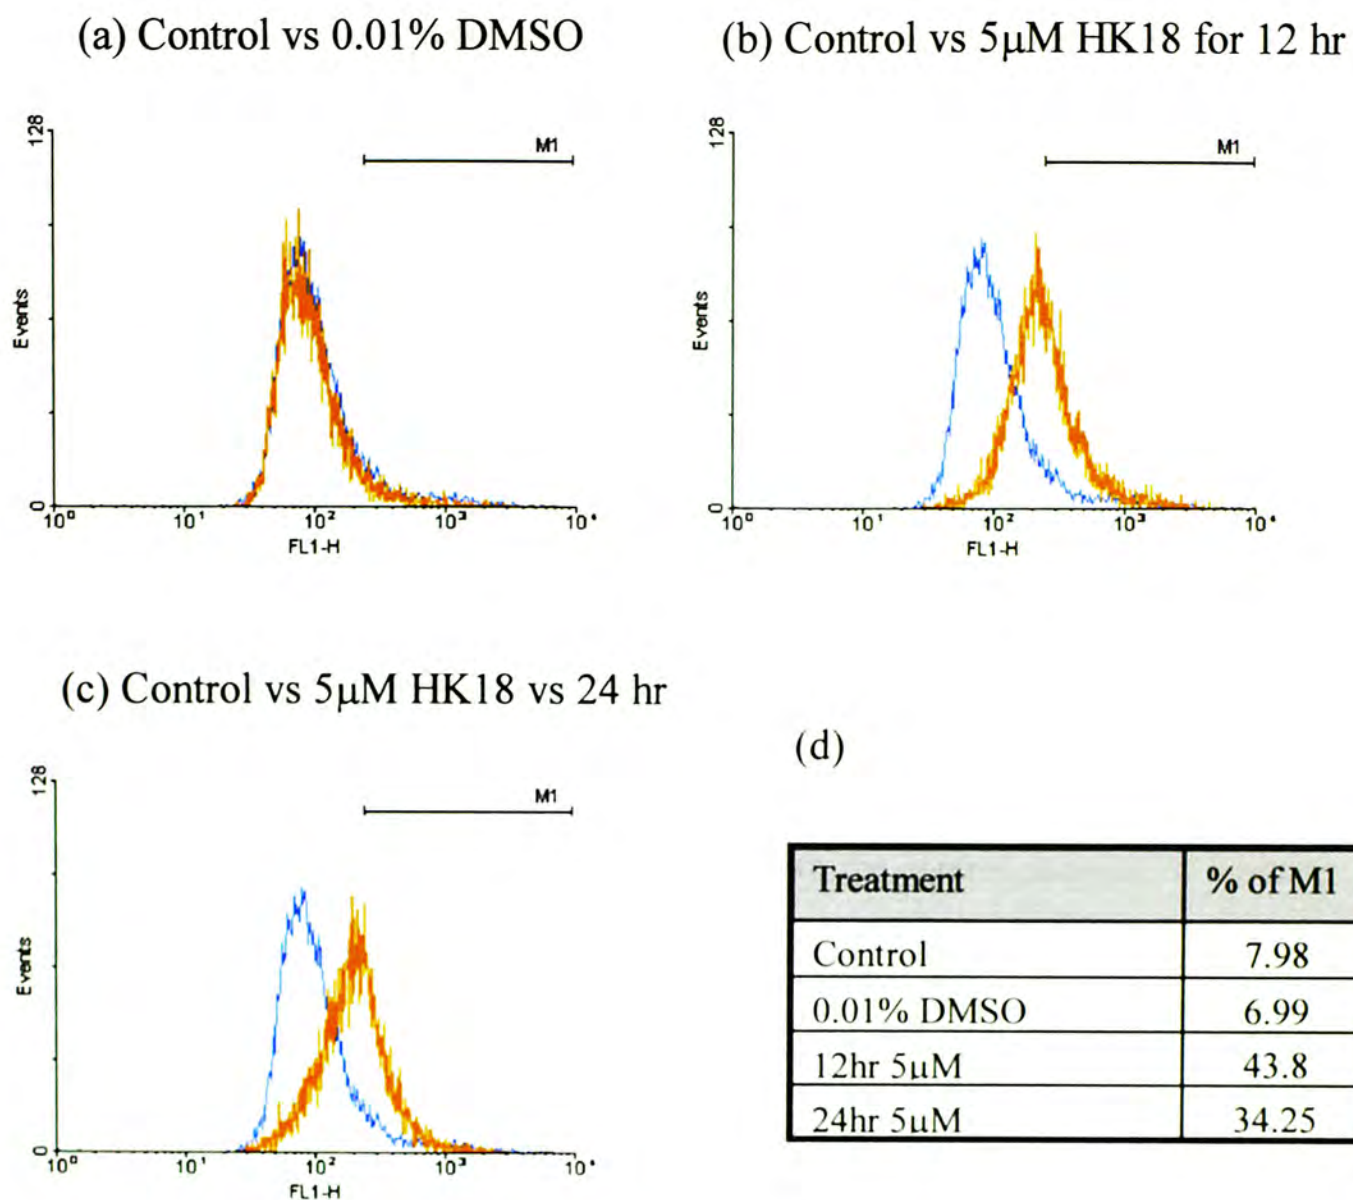 (a) Control vs 0.01% DMSO
128
M1
Events
0
10⁰ 10¹ 10² 10³ 10⁴
FL1-H
(b) Control vs 5μM HK18 for 12 hr
128
M1
Events
0
10⁰ 10¹ 10² 10³ 10⁴
FL1-H
(c) Control vs 5μM HK18 vs 24 hr
128
M1
Events
0
10⁰ 10¹ 10² 10³ 10⁴
FL1-H
(d)
Treatment % of M1
Control 7.98
0.01% DMSO 6.99
12hr 5μM 43.8
24hr 5μM 34.25